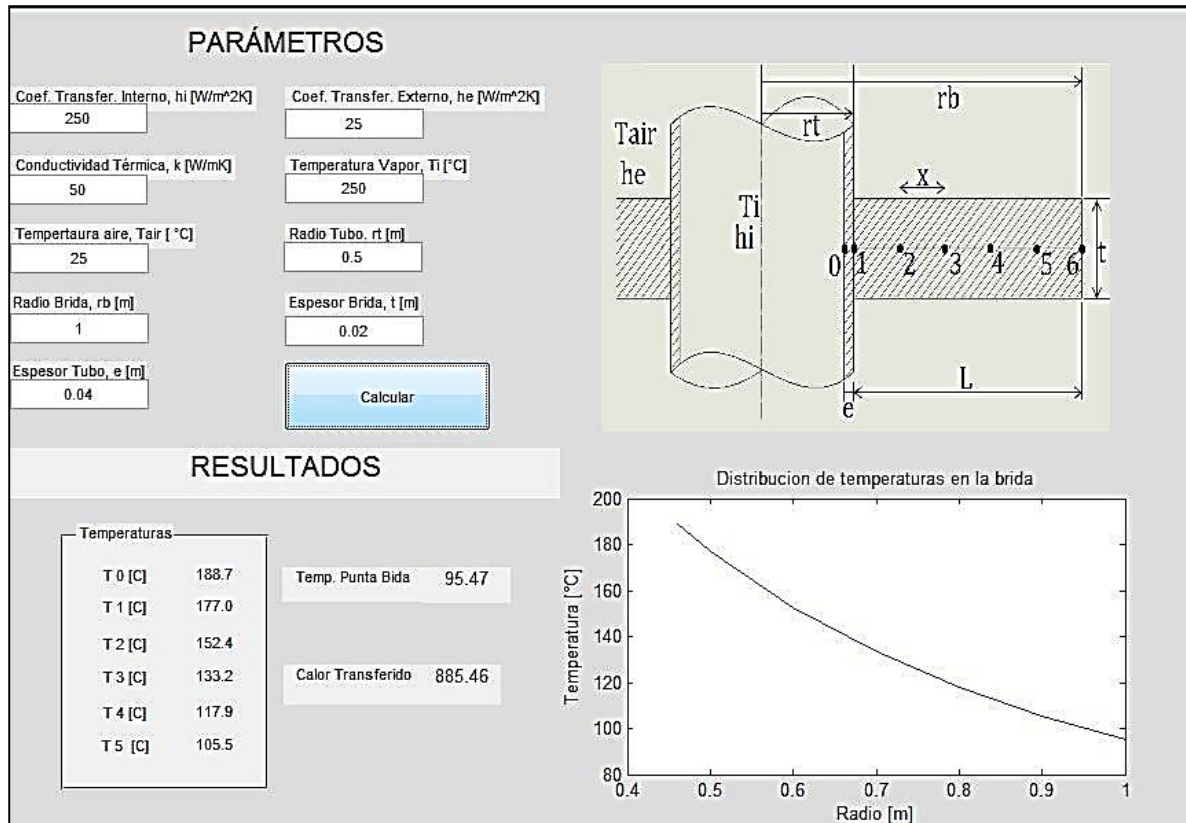 PARÁMETROS
Coef. Transfer. Interno, hi [W/m^2K]
250
Coef. Transfer. Externo, he [W/m^2K]
25
Conductividad Térmica, k [W/mK]
50
Temperatura Vapor, Ti [°C]
250
Tempertaura aire, Tair [ °C]
25
Radio Tubo. rt [m]
0.5
Radio Brida, rb [m]
1
Espesor Brida, t [m]
0.02
Espesor Tubo, e [m]
0.04
Calcular
rb
rt
Tair
he
x
Ti
hi
0 1 2 3 4 5 6
t
L
e
RESULTADOS
Temperaturas
T 0 [C] 188.7
T 1 [C] 177.0
T 2 [C] 152.4
T 3 [C] 133.2
T 4 [C] 117.9
T 5 [C] 105.5
Temp. Punta Bida 95.47
Calor Transferido 885.46
Distribucion de temperaturas en la brida
Temperatura [°C]
200
180
160
140
120
100
80
0.4 0.5 0.6 0.7 0.8 0.9 1
Radio [m]